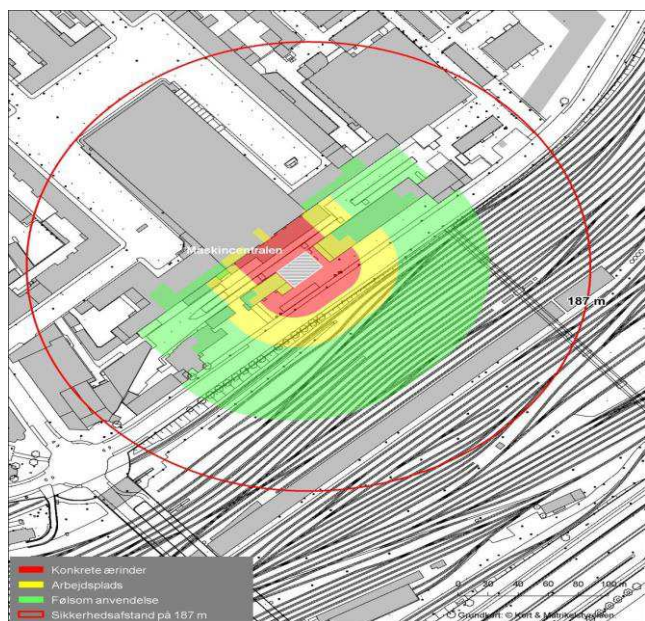 Maskincentralen
187 m
Konkrete ærinder
Arbejdsplads
Følsom anvendelse
Sikkerhedsafstand på 187 m
0 20 40 60 80 100 m
Grundkort: © Kort & Matrikelstyrelsen.